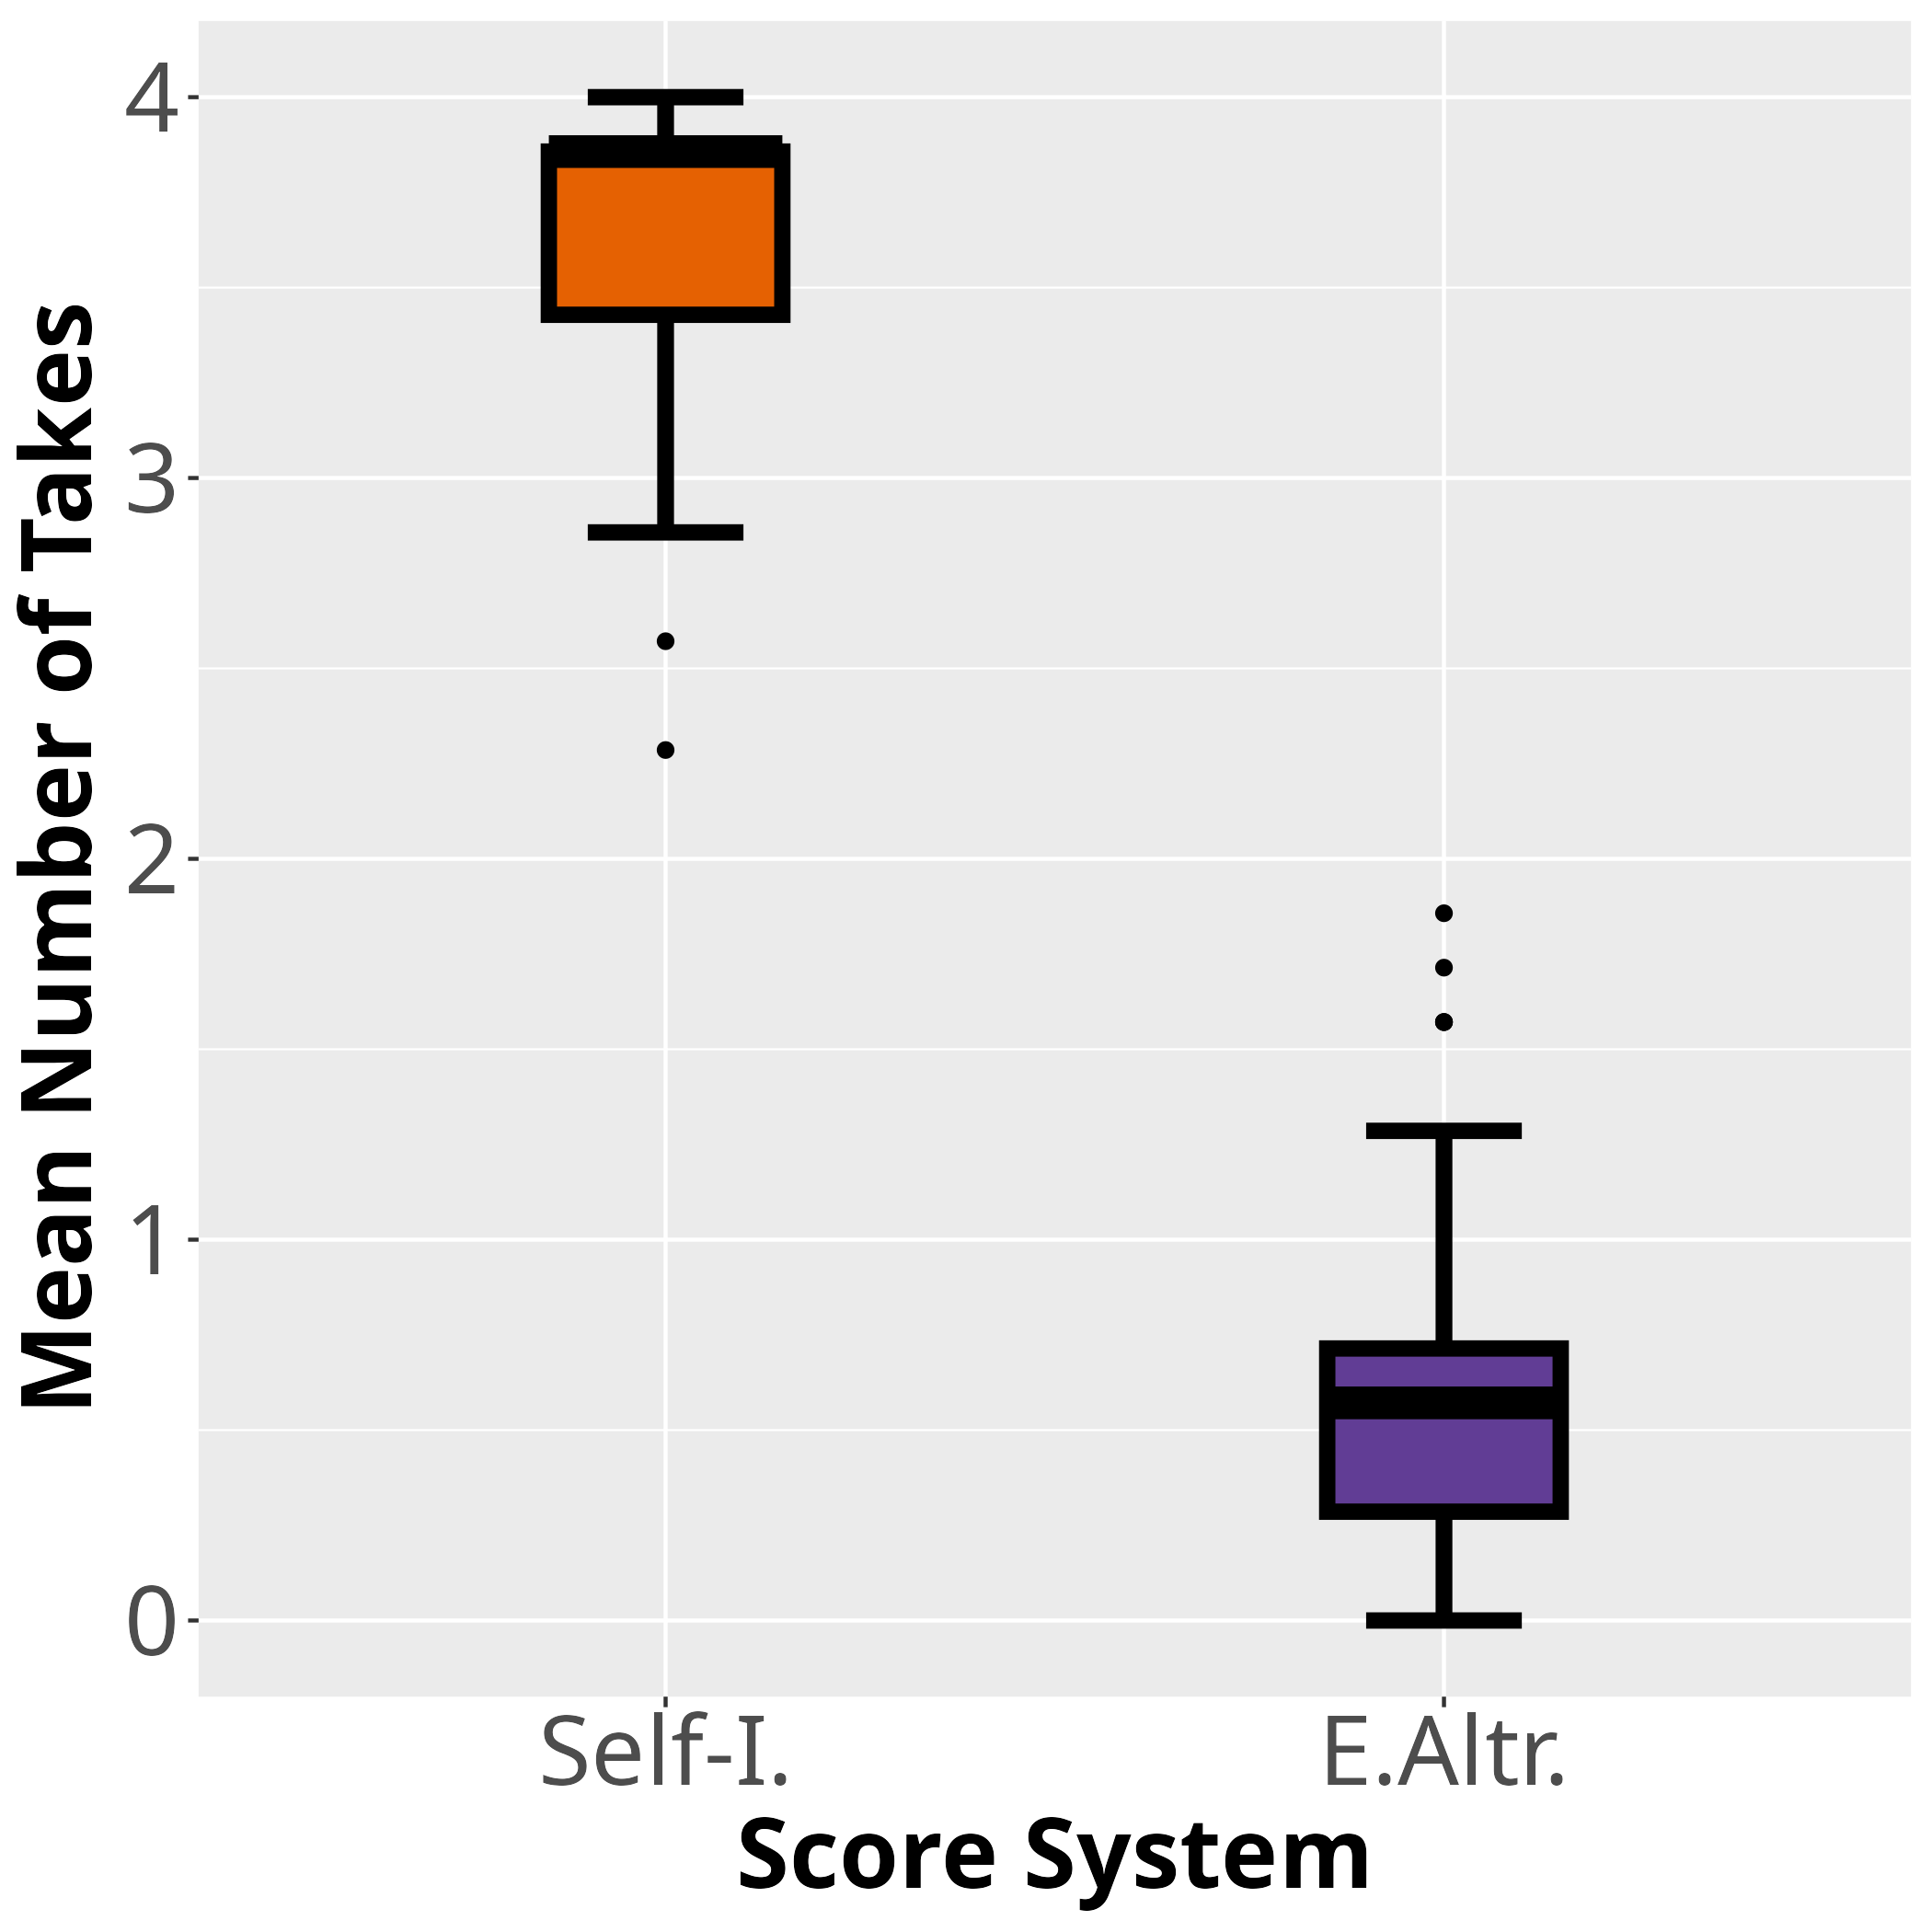 Mean Number of Takes
4
3
2
1
0
Self-I.
E.Altr.
Score System